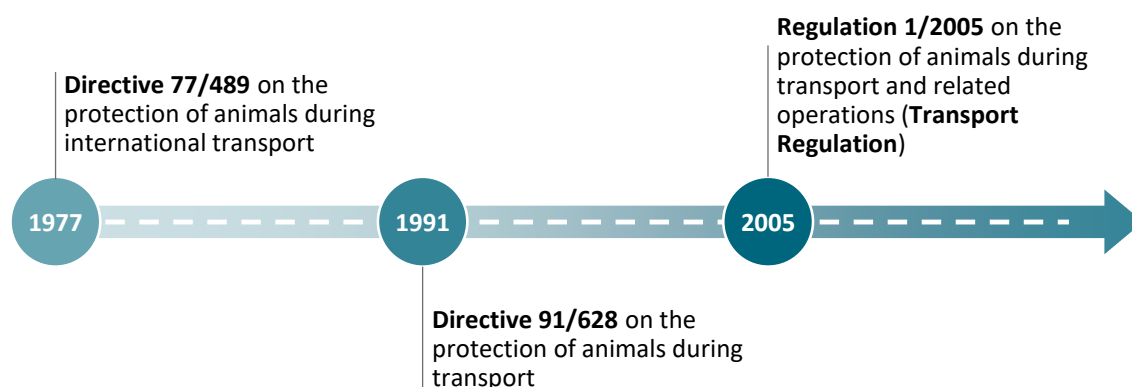 Directive 77/489 on the
protection of animals during
international transport
Regulation 1/2005 on the
protection of animals during
transport and related
operations (Transport
Regulation)
1977
1991
2005
Directive 91/628 on the
protection of animals during
transport